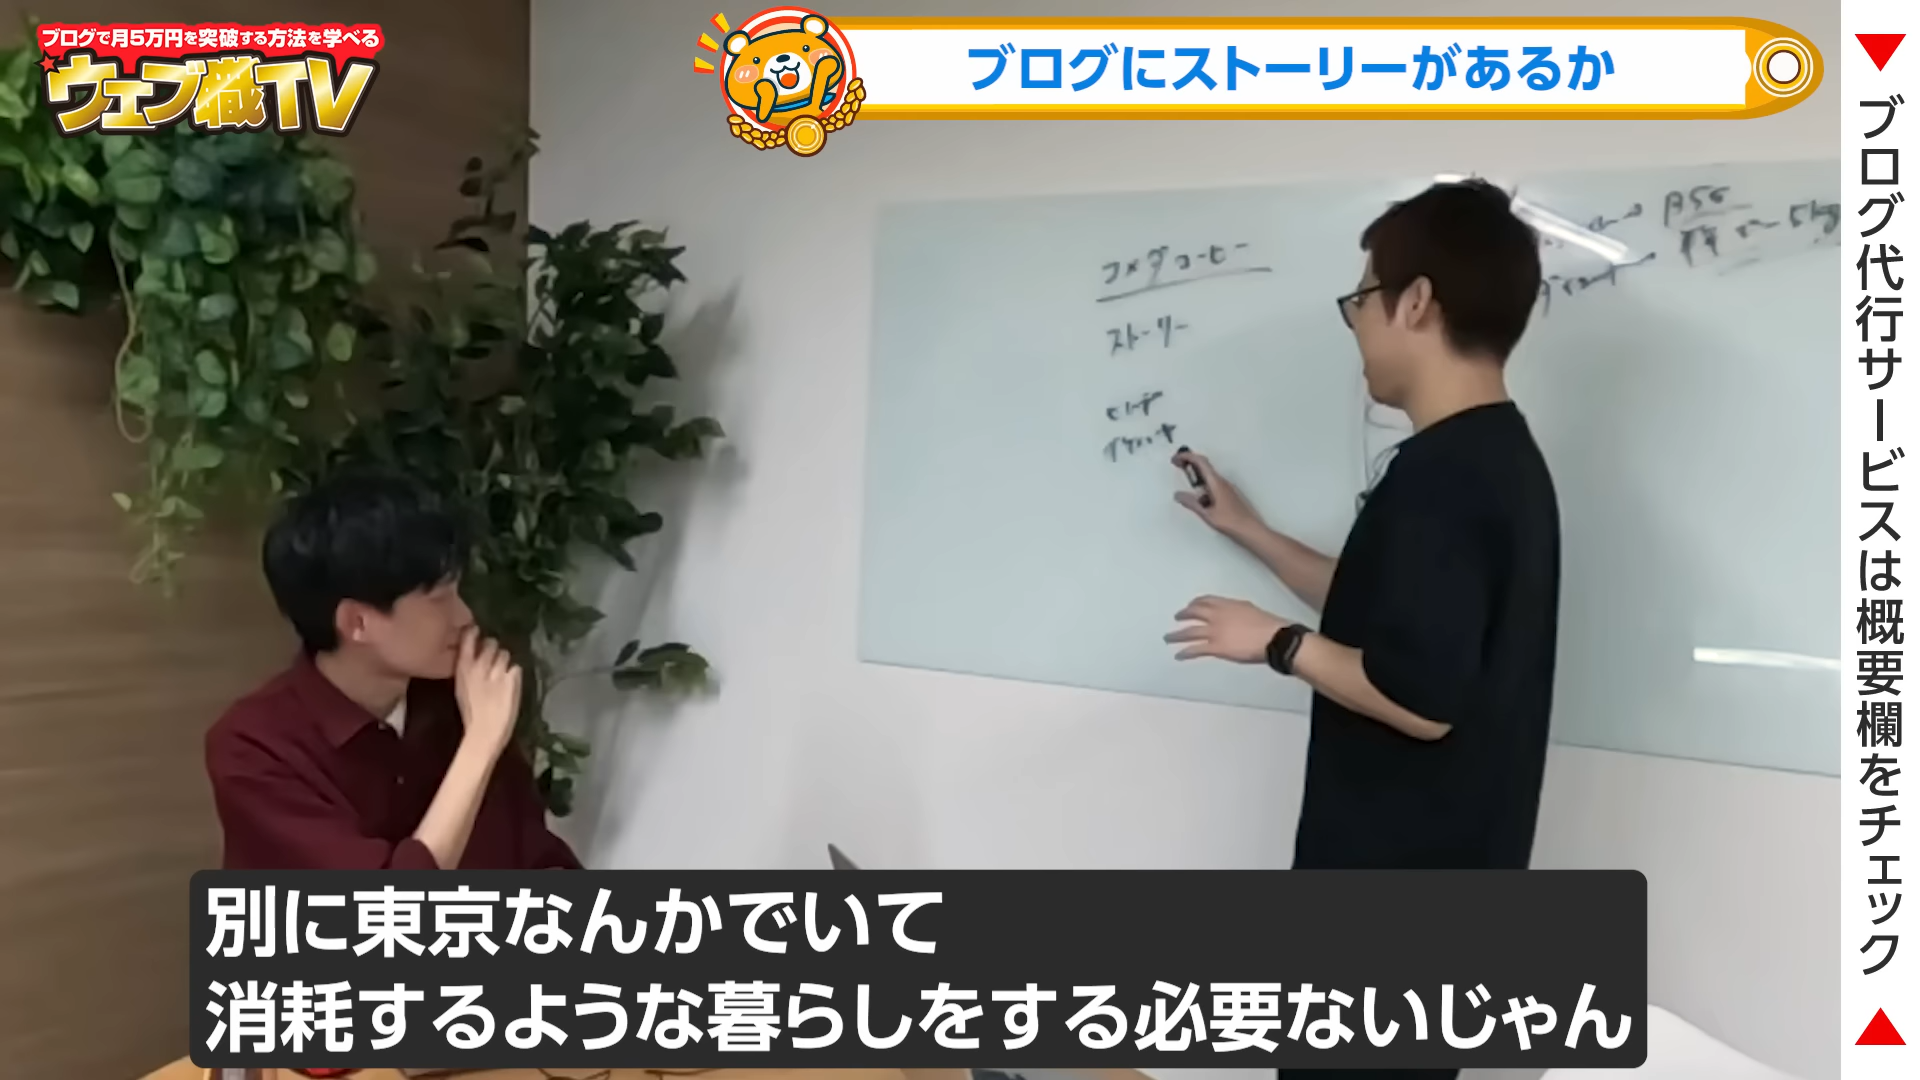 ブログで月5万円を突破する方法を学べる
ウェブ職TV
ブログにストーリーがあるか
コメダコーヒー
ストーリー
別に東京なんかでいて
消耗するような暮らしをする必要ないじゃん
▼ブログ代行サービスは概要欄をチェック▲